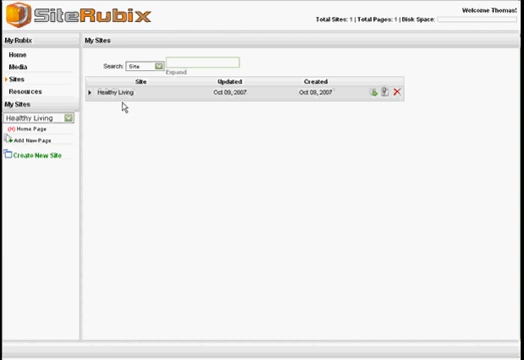 SiteRubix
Welcome Thomas!
Total Sites: 1 | Total Pages: 1 | Disk Space:
My Rubix
My Sites
Home
Media
Sites
Resources
My Sites
Healthy Living
(H) Home Page
Add New Page
Create New Site
Search: Site
Expand
Site Updated Created
Healthy Living Oct 09, 2007 Oct 09, 2007